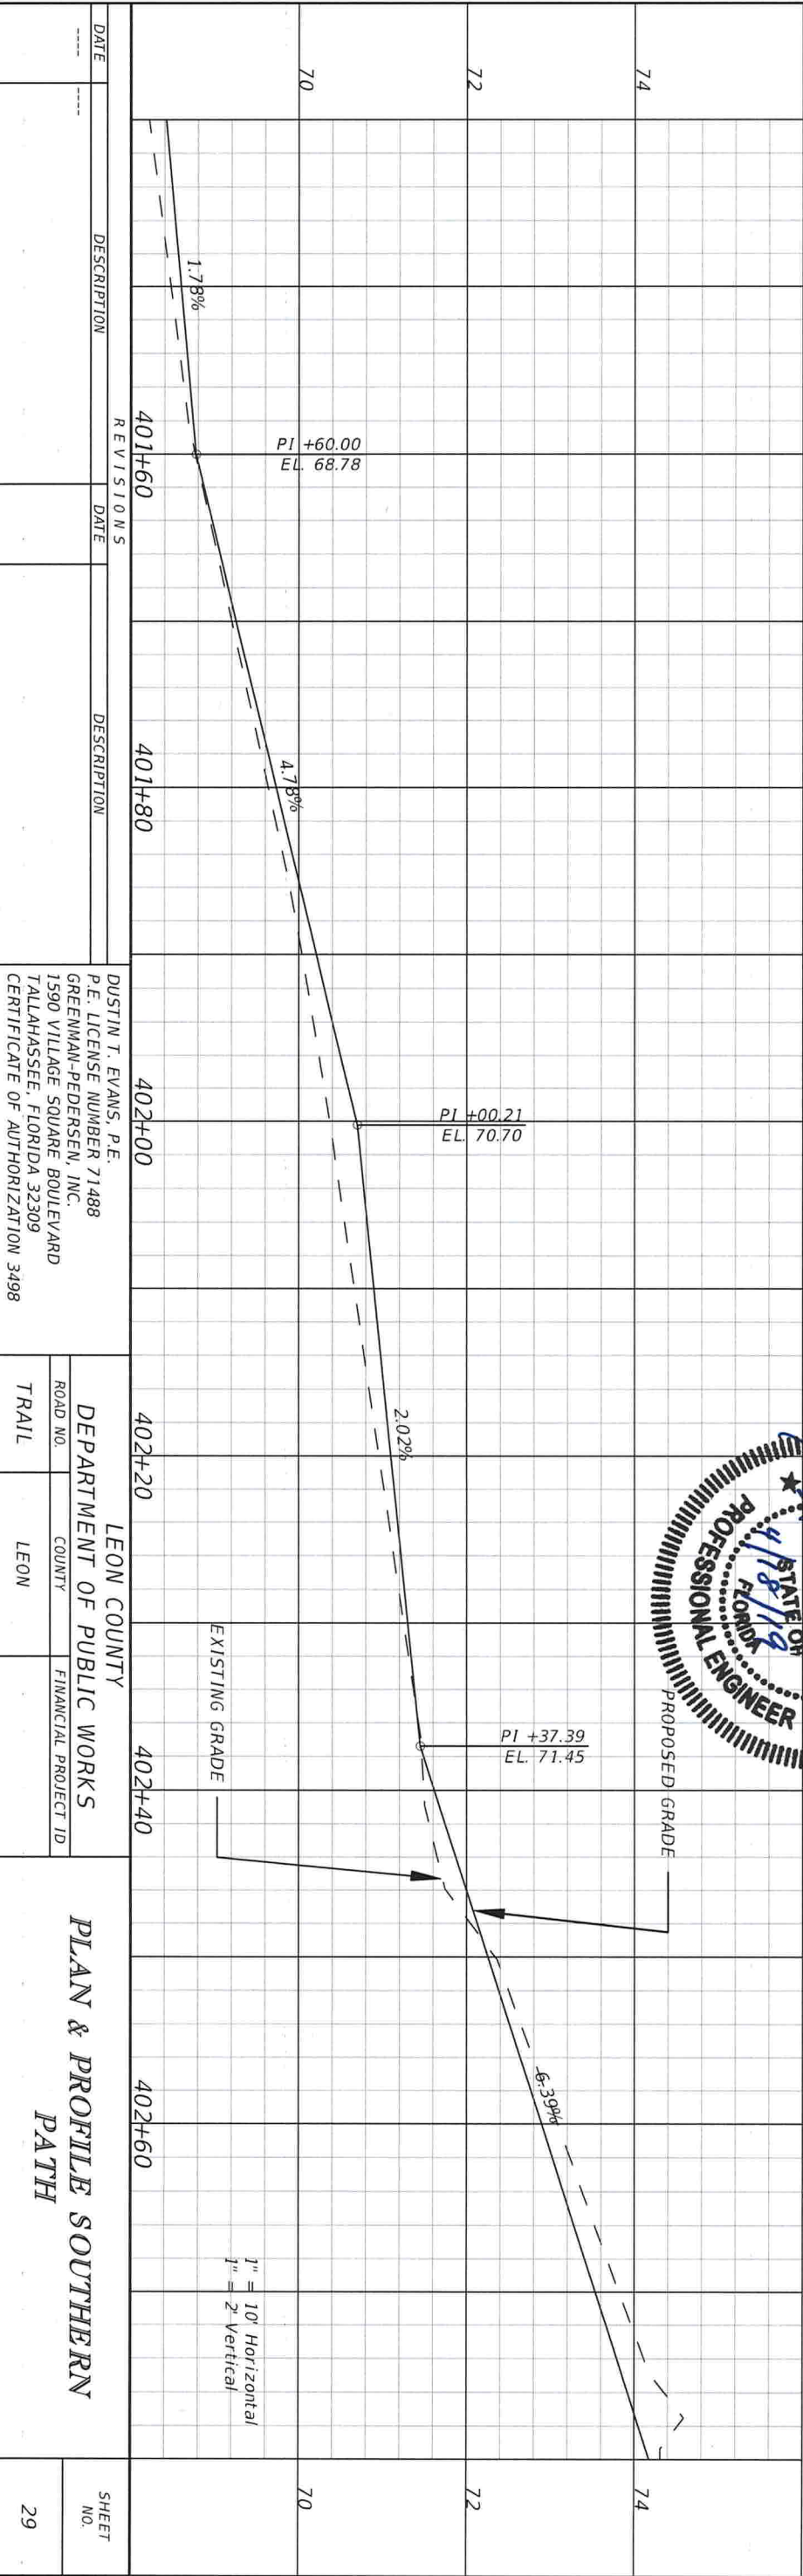 74
74
72
72
70
70
1.78%
PI +60.00
EL. 68.78
4.78%
PI +00.21
EL. 70.70
2.02%
PI +37.39
EL. 71.45
6.39%
PROPOSED GRADE
EXISTING GRADE
STATE OF
FLORIDA
4/18/19
PROFESSIONAL ENGINEER
1" = 10' Horizontal
1" = 2' Vertical
401+60
401+80
402+00
402+20
402+40
402+60
REVISIONS
DATE DESCRIPTION DATE DESCRIPTION
---- ----
DUSTIN T. EVANS, P.E.
P.E. LICENSE NUMBER 71488
GREENMAN-PEDERSEN, INC.
1590 VILLAGE SQUARE BOULEVARD
TALLAHASSEE, FLORIDA 32309
CERTIFICATE OF AUTHORIZATION 3498
LEON COUNTY
DEPARTMENT OF PUBLIC WORKS
ROAD NO. COUNTY FINANCIAL PROJECT ID
TRAIL LEON
PLAN & PROFILE SOUTHERN
PATH
SHEET
NO.
29